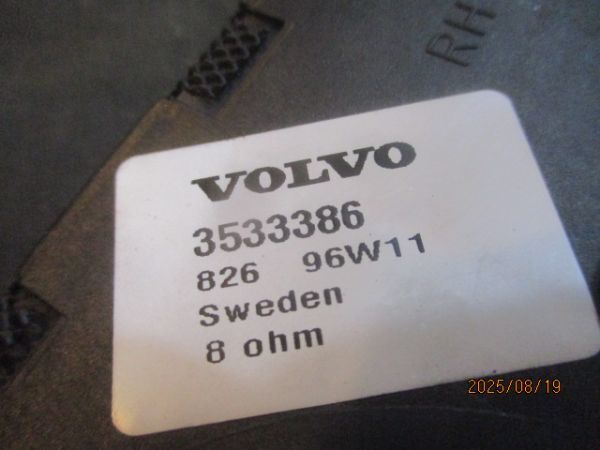 RH
VOLVO
3533386
826 96W11
Sweden
8 ohm
2025/08/19